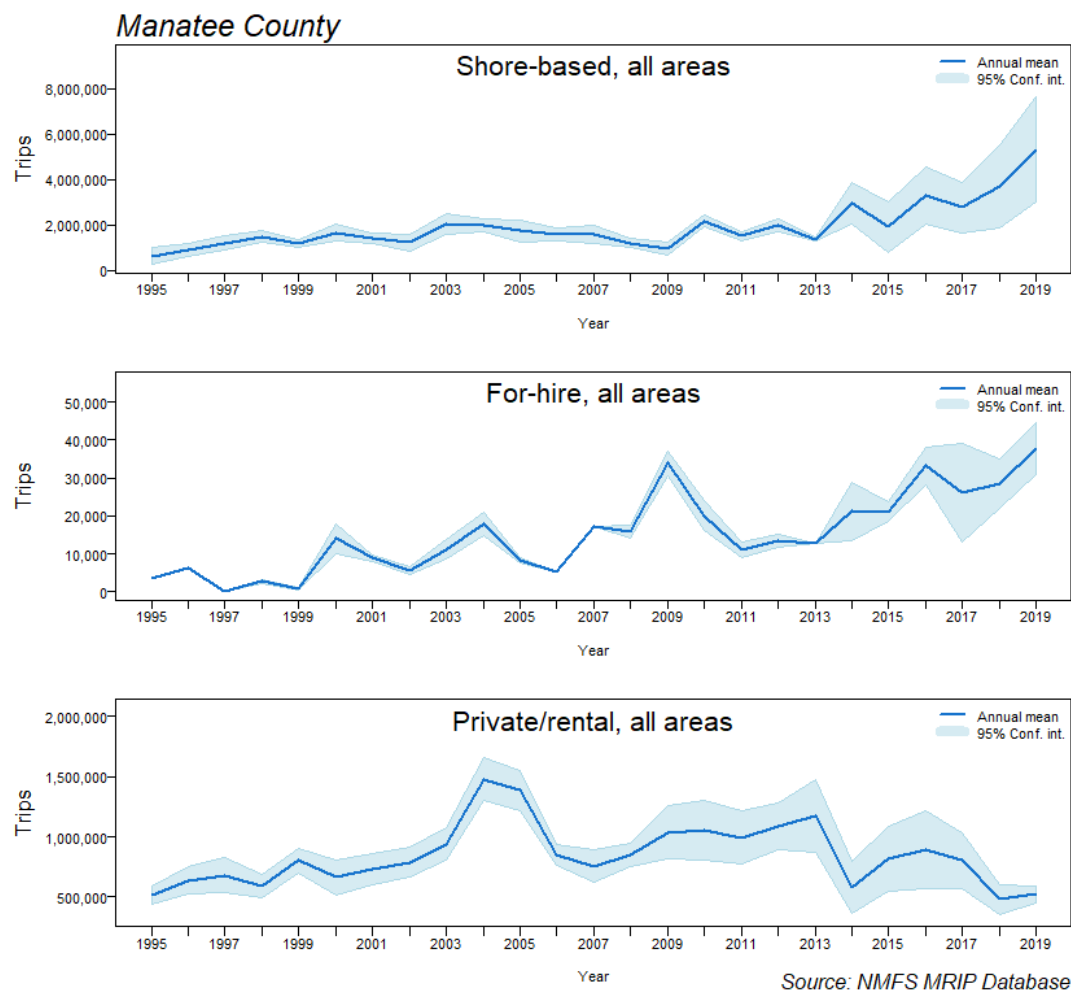 Manatee County
Shore-based, all areas
Annual mean
95% Conf. int.
8,000,000
6,000,000
4,000,000
2,000,000
0
Trips
1995 1997 1999 2001 2003 2005 2007 2009 2011 2013 2015 2017 2019
Year
For-hire, all areas
Annual mean
95% Conf. int.
50,000
40,000
30,000
20,000
10,000
0
Trips
1995 1997 1999 2001 2003 2005 2007 2009 2011 2013 2015 2017 2019
Year
Private/rental, all areas
Annual mean
95% Conf. int.
2,000,000
1,500,000
1,000,000
500,000
Trips
1995 1997 1999 2001 2003 2005 2007 2009 2011 2013 2015 2017 2019
Year
Source: NMFS MRIP Database